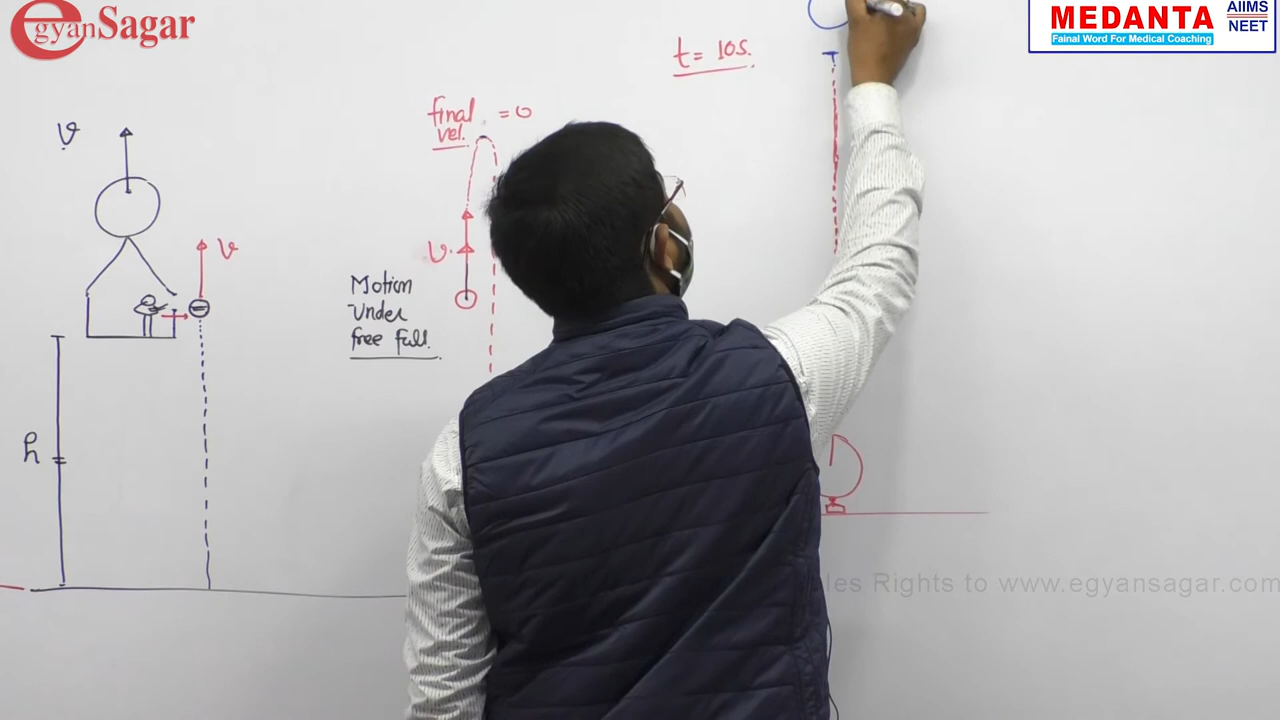 egyanSagar
MEDANTA
Fainal Word For Medical Coaching
AIIMS
NEET
t = 10s.
final = 0
vel.
v
v
v.
Motion
Under
free fall.
h
les Rights to www.egyansagar.com